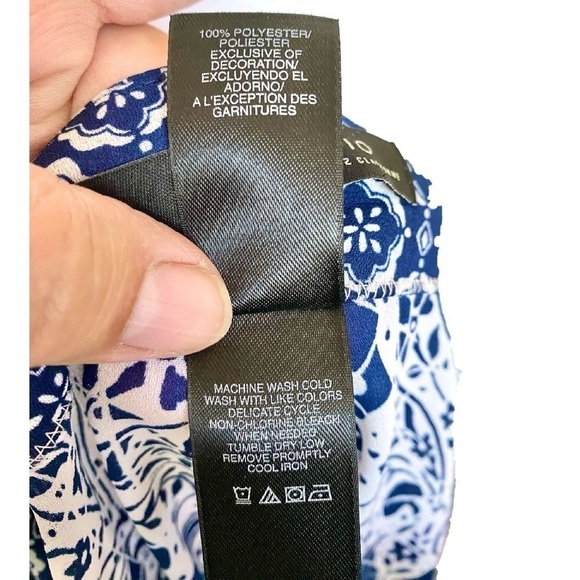 100% POLYESTER/
POLIESTER
EXCLUSIVE OF
DECORATION/
EXCLUYENDO EL
ADORNO/
A L'EXCEPTION DES
GARNITURES
10
MACHINE WASH COLD
WASH WITH LIKE COLORS
DELICATE CYCLE
NON-CHLORINE BLEACH
WHEN NEEDED
TUMBLE DRY LOW
REMOVE PROMPTLY
COOL IRON